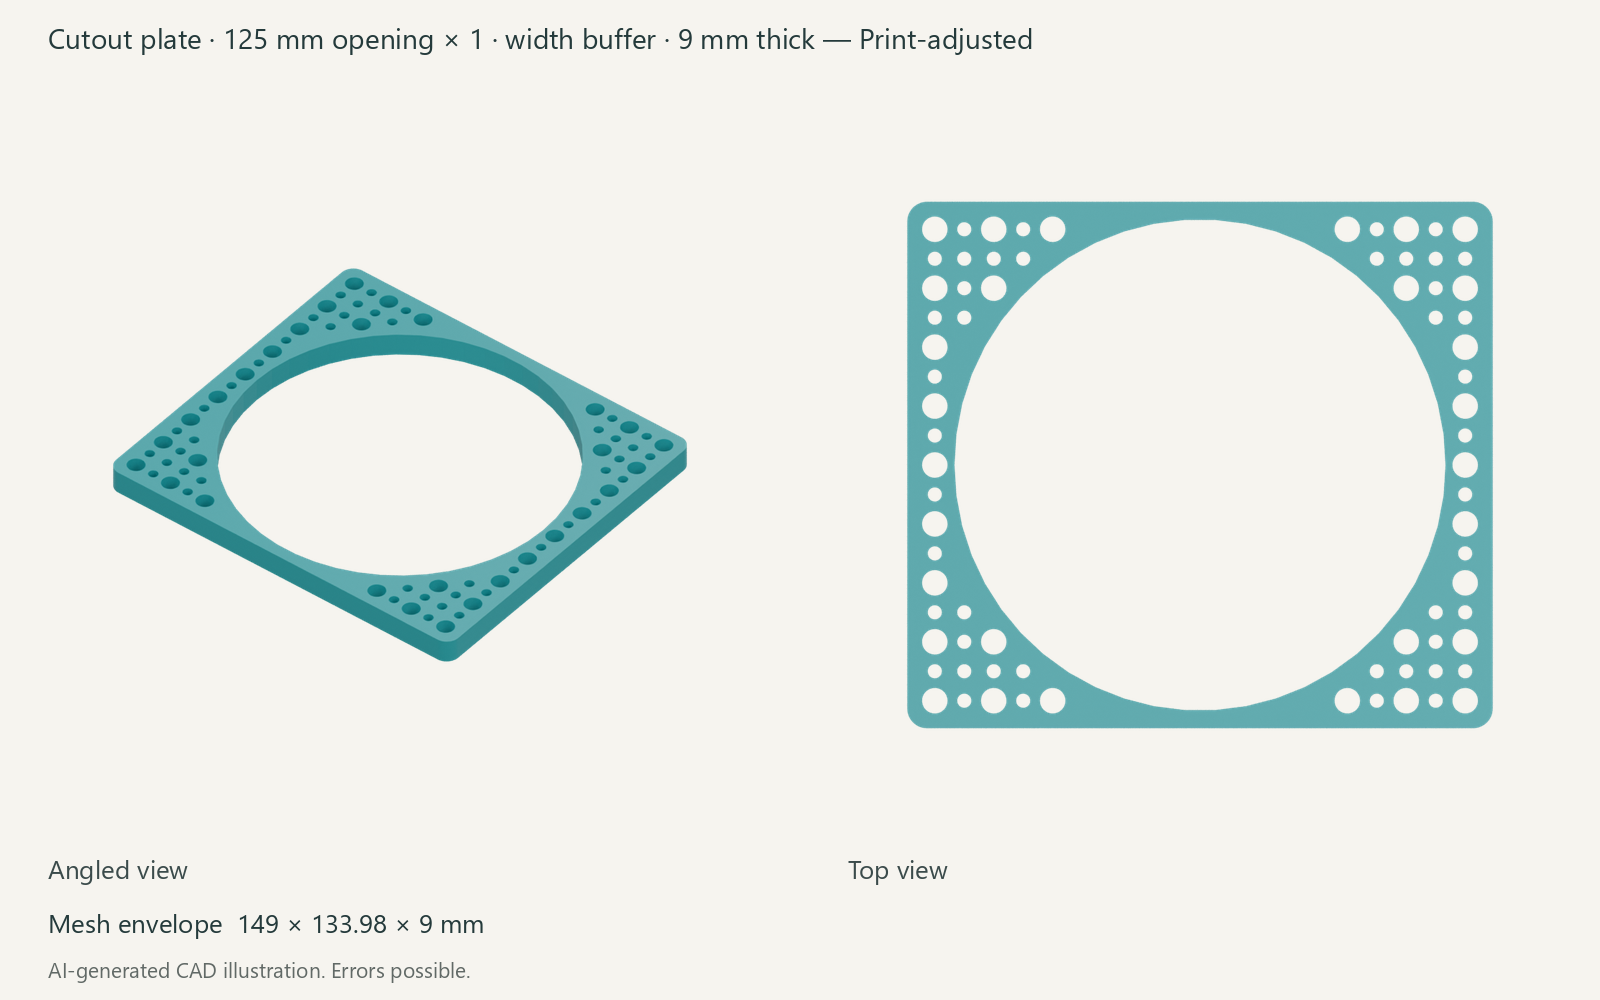 Cutout plate · 125 mm opening × 1 · width buffer · 9 mm thick — Print-adjusted
Angled view
Top view
Mesh envelope  149 × 133.98 × 9 mm
AI-generated CAD illustration. Errors possible.